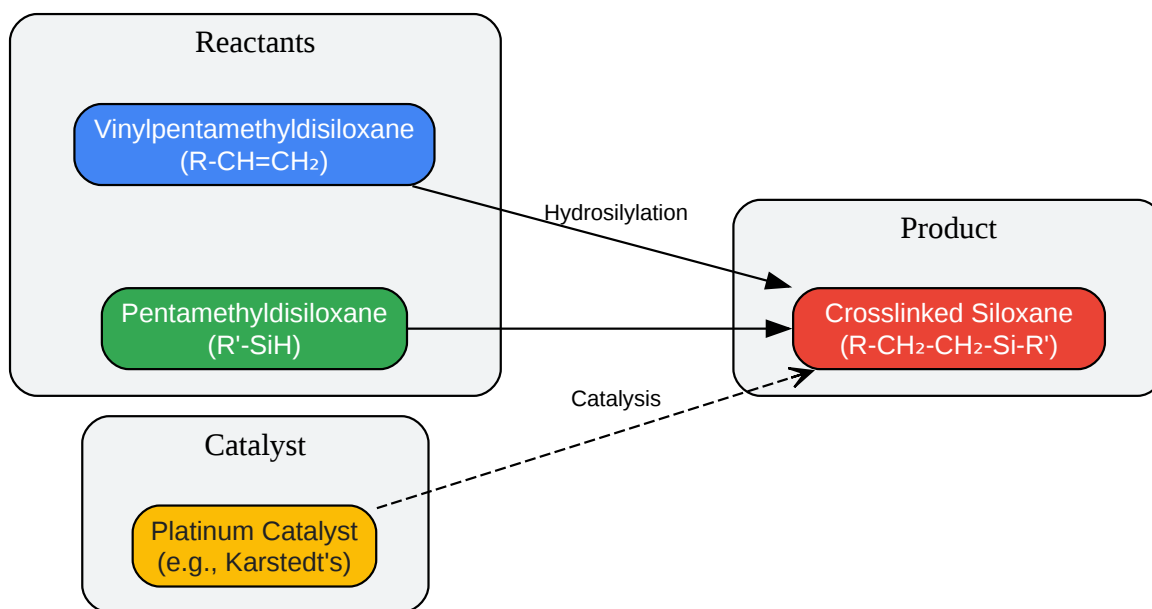 Reactants
Vinylpentamethyldisiloxane
(R-CH=CH₂)
Hydrosilylation
Pentamethyldisiloxane
(R'-SiH)
Product
Crosslinked Siloxane
(R-CH₂-CH₂-Si-R')
Catalysis
Catalyst
Platinum Catalyst
(e.g., Karstedt's)